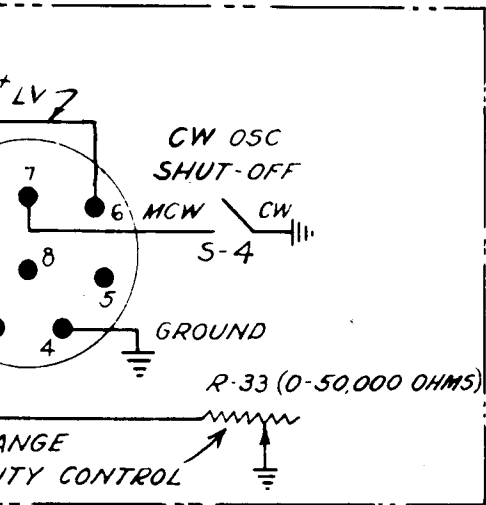 + LV
CW OSC
SHUT-OFF
7
6 MCW CW
S-4
8
5
4 GROUND
R-33 (0-50,000 OHMS)
ANGE
ITY CONTROL